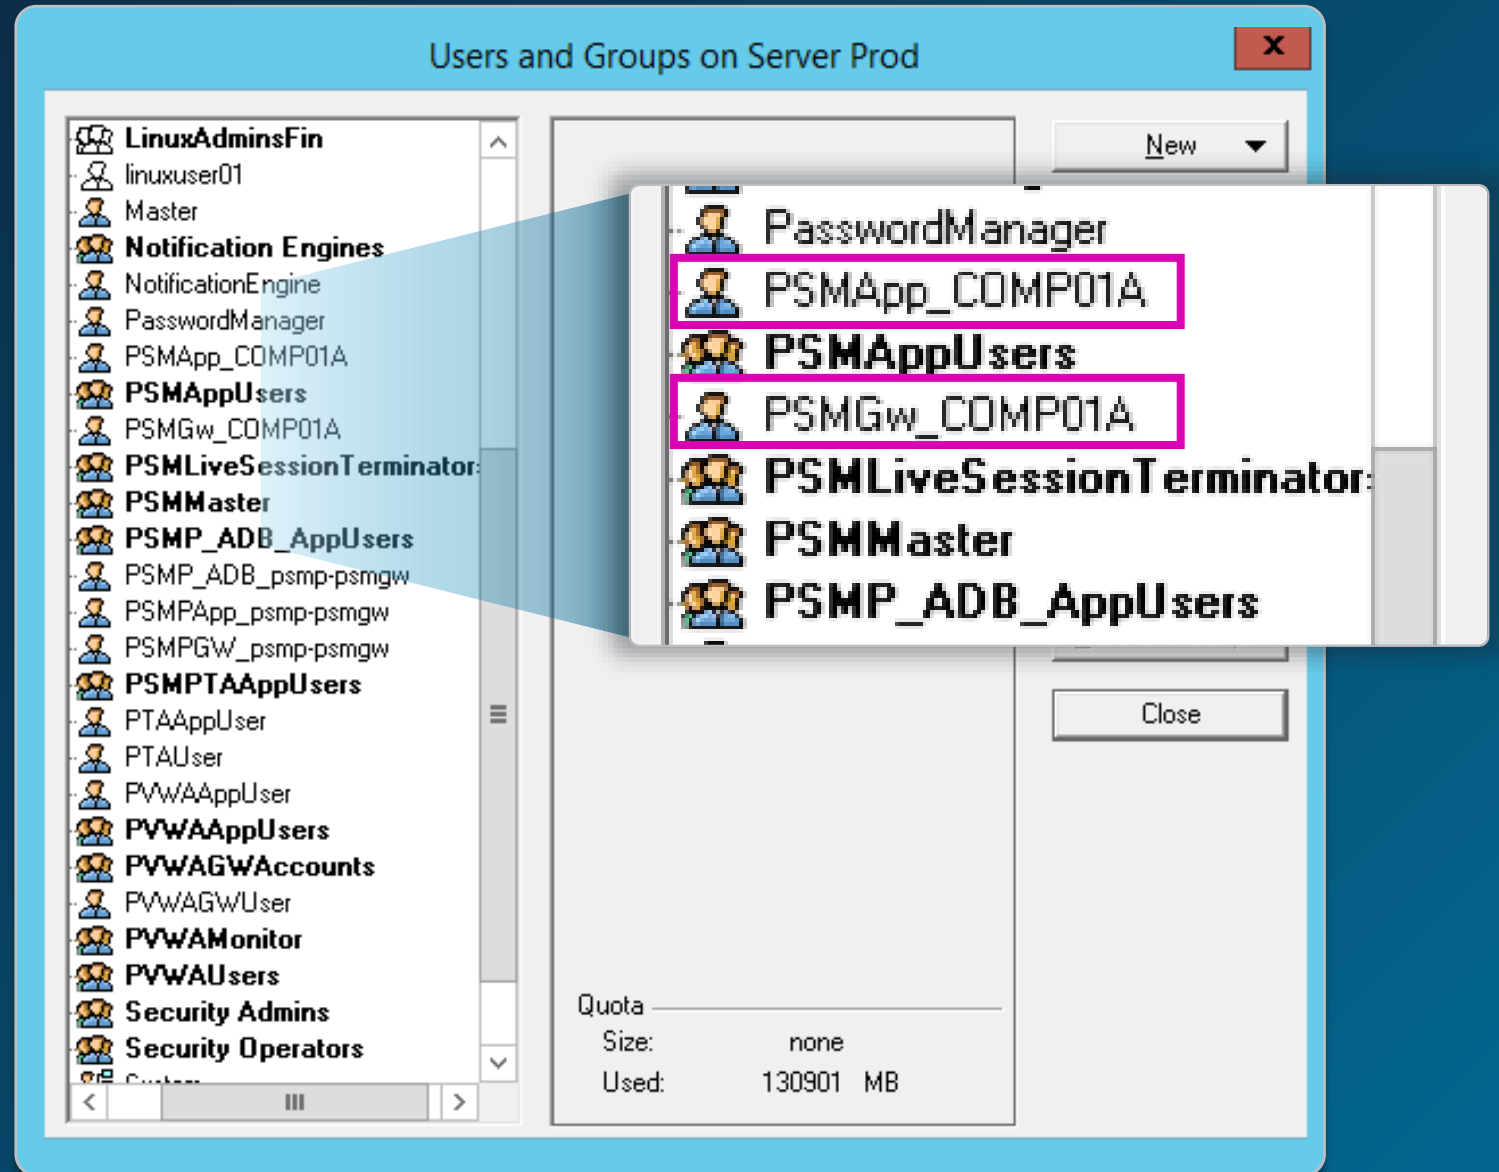 Users and Groups on Server Prod
x
LinuxAdminsFin
linuxuser01
Master
Notification Engines
NotificationEngine
PasswordManager
PSMApp_COMP01A
PSMAppUsers
PSMGw_COMP01A
PSMLiveSessionTerminator
PSMMaster
PSMP_ADB_AppUsers
PSMP_ADB_psmp-psmgw
PSMPApp_psmp-psmgw
PSMPGW_psmp-psmgw
PSMPTAAppUsers
PTAAppUser
PTAUser
PVWAAppUser
PVWAAppUsers
PVWAGWAccounts
PVWAGWUser
PVWAMonitor
PVWAUsers
Security Admins
Security Operators
New
PasswordManager
PSMApp_COMP01A
PSMAppUsers
PSMGw_COMP01A
PSMLiveSessionTerminator
PSMMaster
PSMP_ADB_AppUsers
Close
Quota
Size: none
Used: 130901 MB